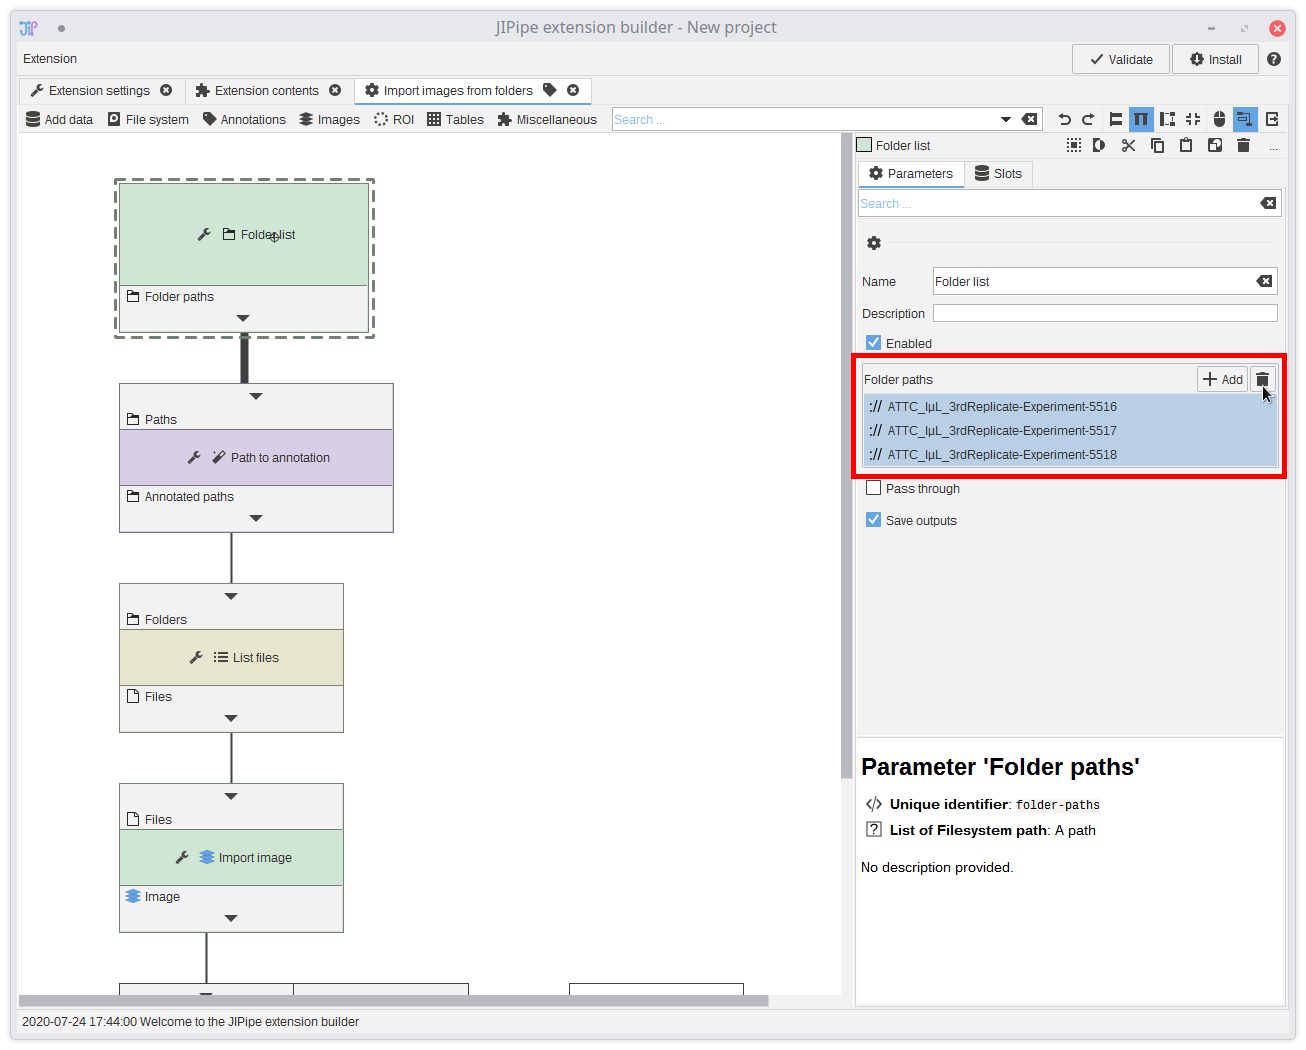 JIP
JIPipe extension builder - New project
Extension
Validate
Install
Extension settings
Extension contents
Import images from folders
Add data
File system
Annotations
Images
ROI
Tables
Miscellaneous
Search ...
Folder list
...
Parameters
Slots
Search ...
Name
Folder list
Description
Enabled
Folder paths
Add
:// ATTC_IµL_3rdReplicate-Experiment-5516
:// ATTC_IµL_3rdReplicate-Experiment-5517
:// ATTC_IµL_3rdReplicate-Experiment-5518
Pass through
Save outputs
Parameter 'Folder paths'
</> Unique identifier: folder-paths
? List of Filesystem path: A path
No description provided.
Folder list
Folder paths
Paths
Path to annotation
Annotated paths
Folders
List files
Files
Files
Import image
Image
2020-07-24 17:44:00 Welcome to the JIPipe extension builder